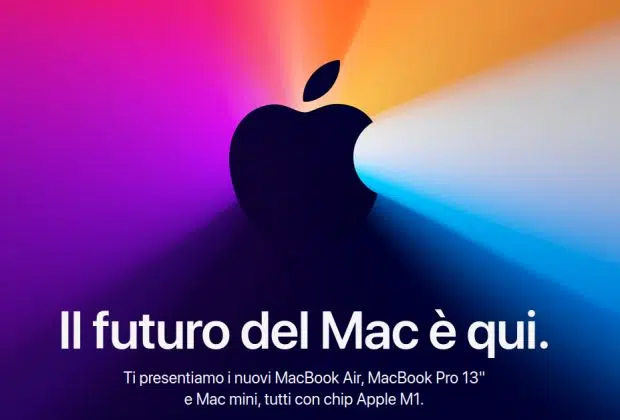 Il futuro del Mac è qui.
Ti presentiamo i nuovi MacBook Air, MacBook Pro 13"
e Mac mini, tutti con chip Apple M1.